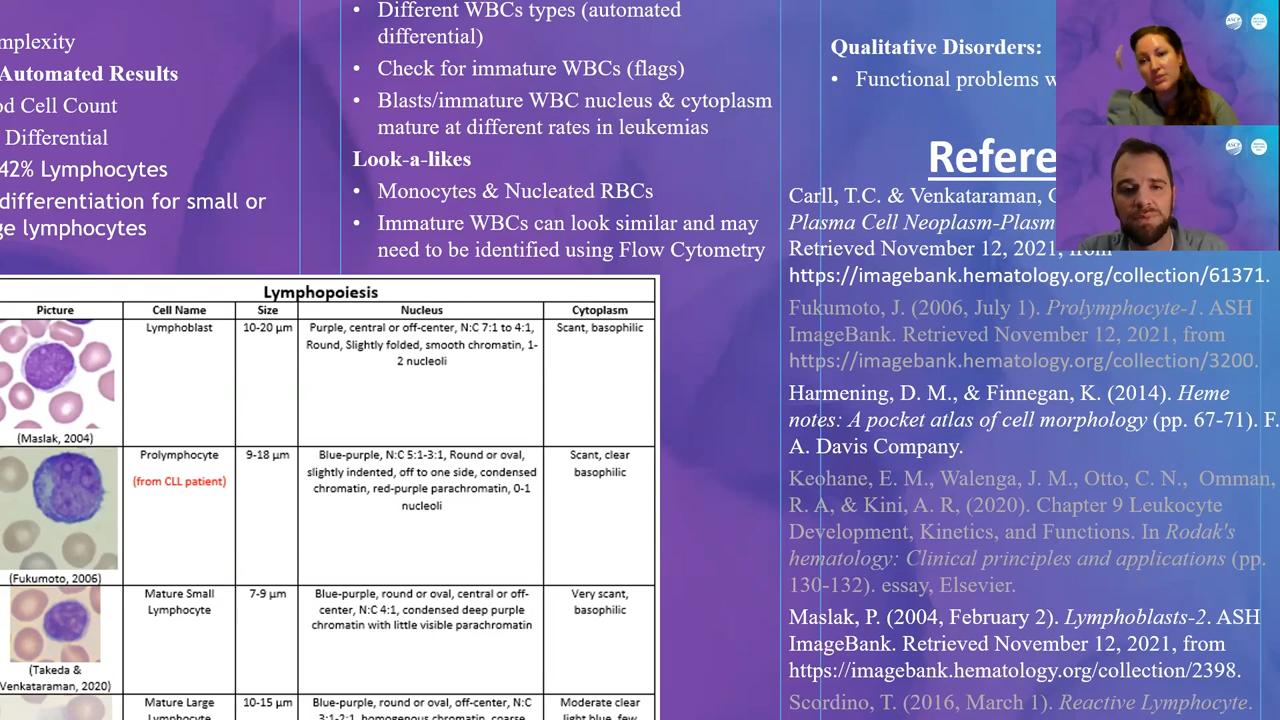 mplexity
Automated Results
od Cell Count
Differential
42% Lymphocytes
differentiation for small or
ge lymphocytes
• Different WBCs types (automated
differential)
• Check for immature WBCs (flags)
• Blasts/immature WBC nucleus & cytoplasm
mature at different rates in leukemias
Look-a-likes
• Monocytes & Nucleated RBCs
• Immature WBCs can look similar and may
need to be identified using Flow Cytometry
Lymphopoiesis
Picture Cell Name Size Nucleus Cytoplasm
Lymphoblast 10-20 µm Purple, central or off-center, N:C 7:1 to 4:1, Scant, basophilic
Round, Slightly folded, smooth chromatin, 1-
2 nucleoli
(Maslak, 2004)
Prolymphocyte 9-18 µm Blue-purple, N:C 5:1-3:1, Round or oval, Scant, clear
(from CLL patient) slightly indented, off to one side, condensed basophilic
chromatin, red-purple parachromatin, 0-1
nucleoli
(Fukumoto, 2006)
Mature Small 7-9 µm Blue-purple, round or oval, central or off- Very scant,
Lymphocyte center, N:C 4:1, condensed deep purple basophilic
chromatin with little visible parachromatin
(Takeda &
Venkataraman, 2020)
Mature Large 10-15 µm Blue-purple, round or oval, off-center, N:C Moderate clear
Lymphocyte 3:1-2:1, homogenous chromatin, coarse light blue, few
Qualitative Disorders:
• Functional problems w
Refere
Carll, T.C. & Venkataraman, G
Plasma Cell Neoplasm-Plasm
Retrieved November 12, 2021, from
https://imagebank.hematology.org/collection/61371.
Fukumoto, J. (2006, July 1). Prolymphocyte-1. ASH
ImageBank. Retrieved November 12, 2021, from
https://imagebank.hematology.org/collection/3200.
Harmening, D. M., & Finnegan, K. (2014). Heme
notes: A pocket atlas of cell morphology (pp. 67-71). F.
A. Davis Company.
Keohane, E. M., Walenga, J. M., Otto, C. N., Omman,
R. A, & Kini, A. R, (2020). Chapter 9 Leukocyte
Development, Kinetics, and Functions. In Rodak's
hematology: Clinical principles and applications (pp.
130-132). essay, Elsevier.
Maslak, P. (2004, February 2). Lymphoblasts-2. ASH
ImageBank. Retrieved November 12, 2021, from
https://imagebank.hematology.org/collection/2398.
Scordino, T. (2016, March 1). Reactive Lymphocyte.